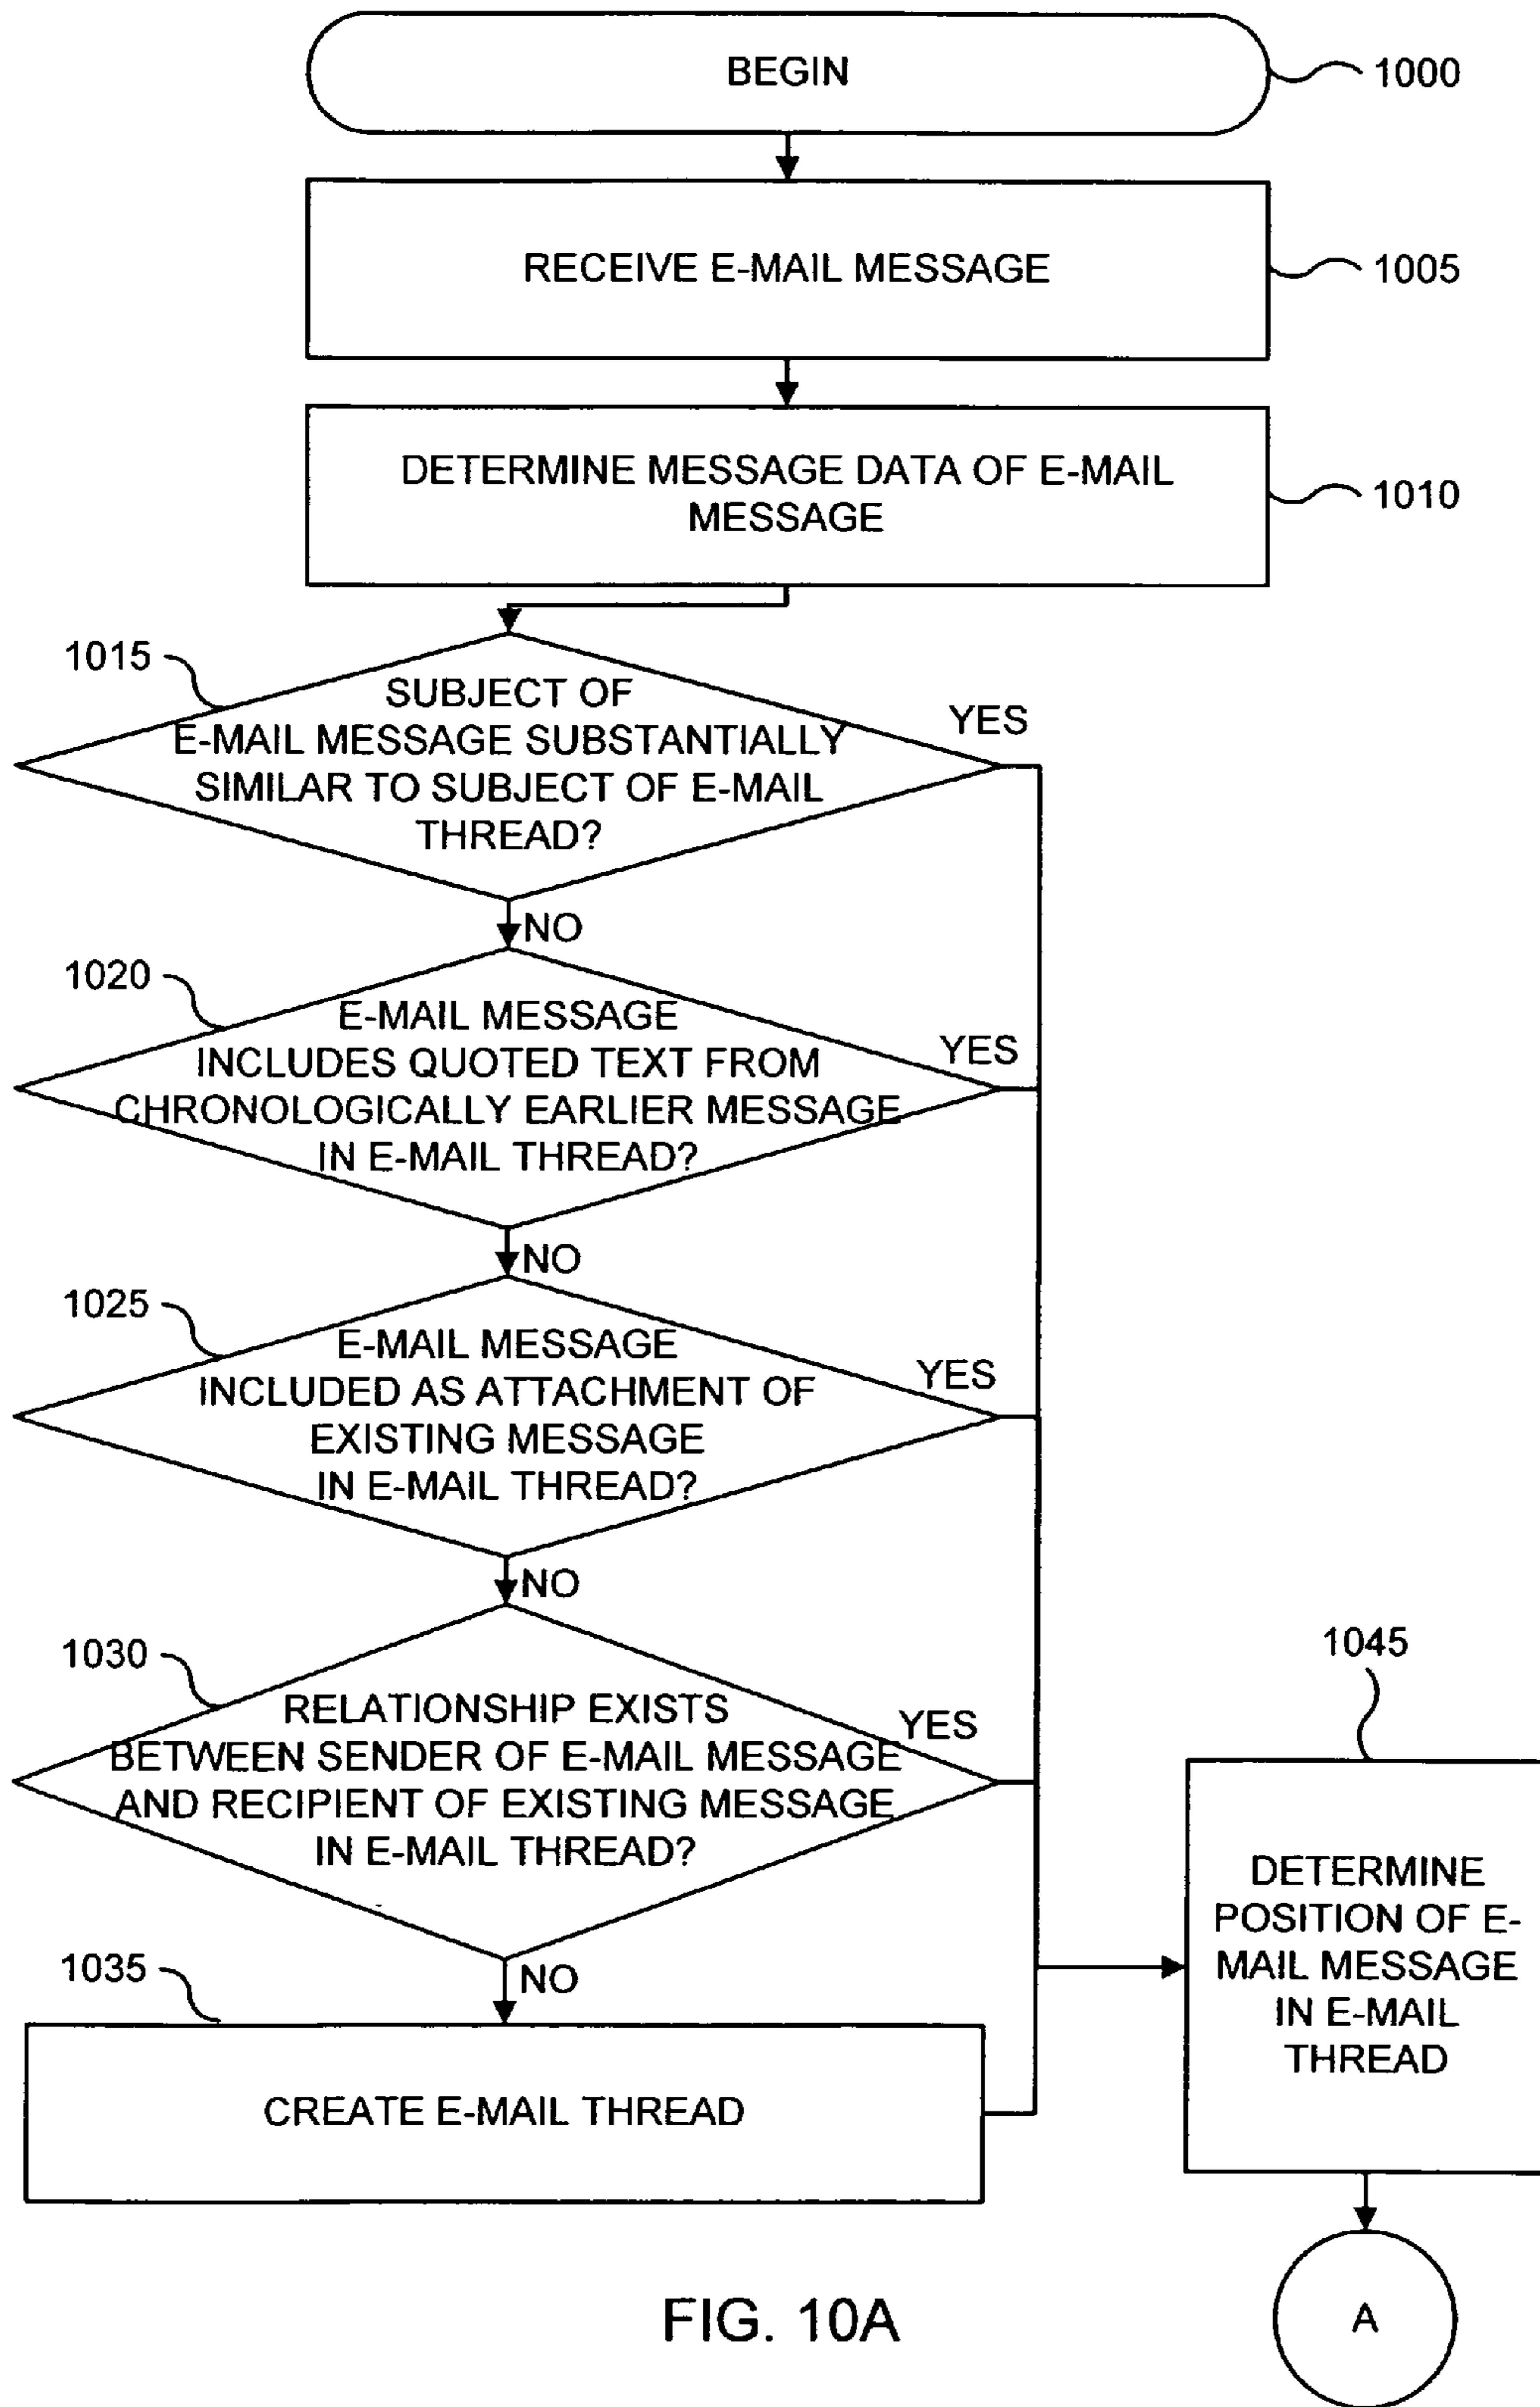 BEGIN
1000
RECEIVE E-MAIL MESSAGE
1005
DETERMINE MESSAGE DATA OF E-MAIL
MESSAGE
1010
1015
SUBJECT OF
E-MAIL MESSAGE SUBSTANTIALLY
SIMILAR TO SUBJECT OF E-MAIL
THREAD?
YES
NO
1020
E-MAIL MESSAGE
INCLUDES QUOTED TEXT FROM
CHRONOLOGICALLY EARLIER MESSAGE
IN E-MAIL THREAD?
YES
NO
1025
E-MAIL MESSAGE
INCLUDED AS ATTACHMENT OF
EXISTING MESSAGE
IN E-MAIL THREAD?
YES
NO
1030
RELATIONSHIP EXISTS
BETWEEN SENDER OF E-MAIL MESSAGE
AND RECIPIENT OF EXISTING MESSAGE
IN E-MAIL THREAD?
YES
NO
1035
CREATE E-MAIL THREAD
1045
DETERMINE
POSITION OF E-
MAIL MESSAGE
IN E-MAIL
THREAD
A
FIG. 10A